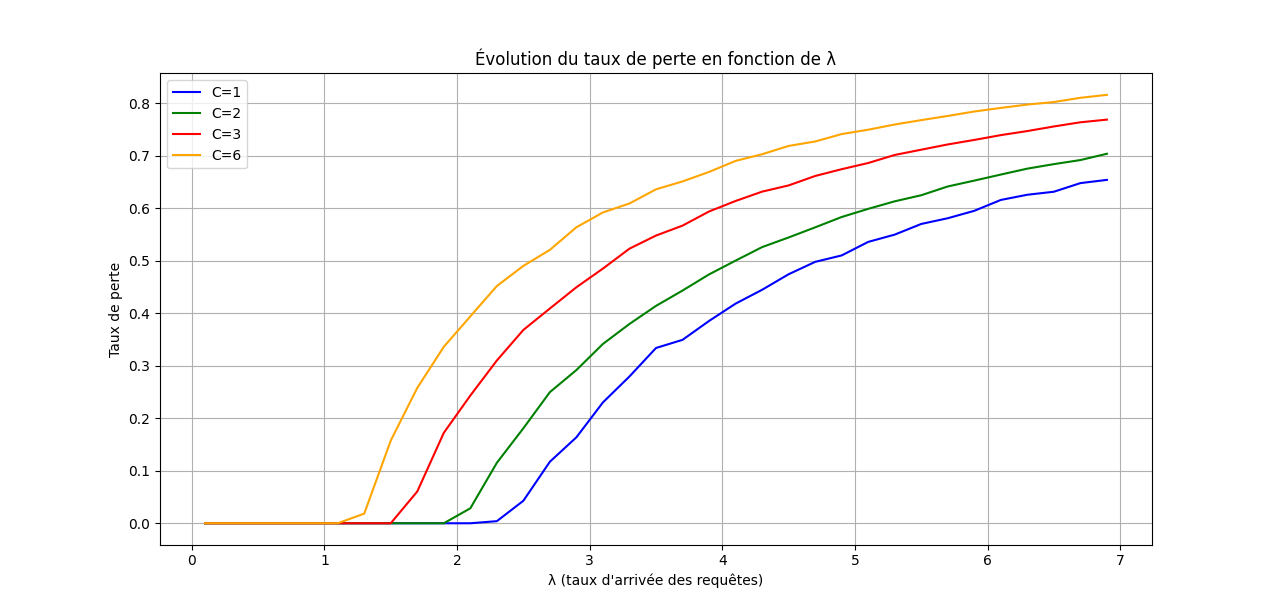 Évolution du taux de perte en fonction de λ
C=1
C=2
C=3
C=6
Taux de perte
0.8
0.7
0.6
0.5
0.4
0.3
0.2
0.1
0.0
0 1 2 3 4 5 6 7
λ (taux d'arrivée des requêtes)